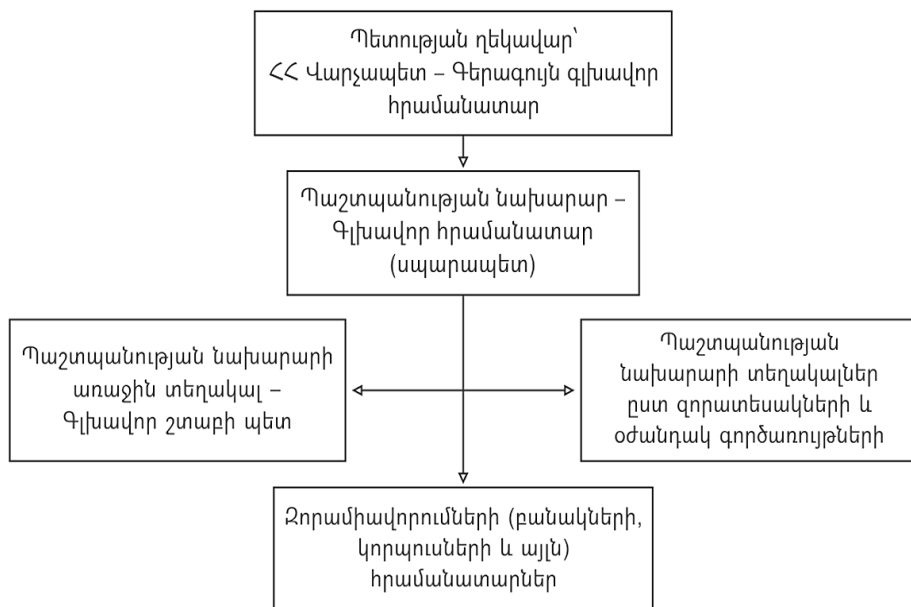 Պետության ղեկավար՝
ՀՀ Վարչապետ – Գերագույն գլխավոր
հրամանատար
Պաշտպանության նախարար –
Գլխավոր հրամանատար
(սպարապետ)
Պաշտպանության նախարարի
առաջին տեղակալ –
Գլխավոր շտաբի պետ
Պաշտպանության
նախարարի տեղակալներ
ըստ զորատեսակների և
օժանդակ գործառույթների
Զորամիավորումների (բանակների,
կորպուսների և այլն)
հրամանատարներ